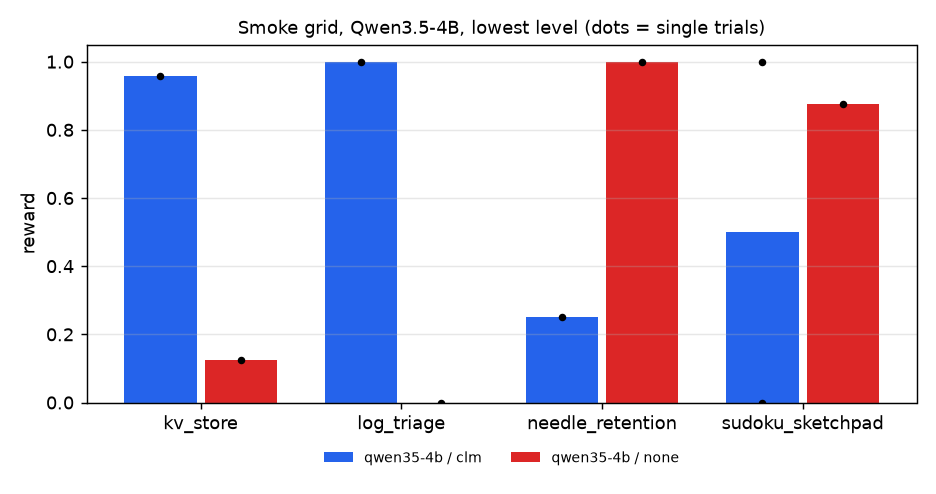 Smoke grid, Qwen3.5-4B, lowest level (dots = single trials)
reward
1.0
0.8
0.6
0.4
0.2
0.0
kv_store log_triage needle_retention sudoku_sketchpad
qwen35-4b / clm qwen35-4b / none